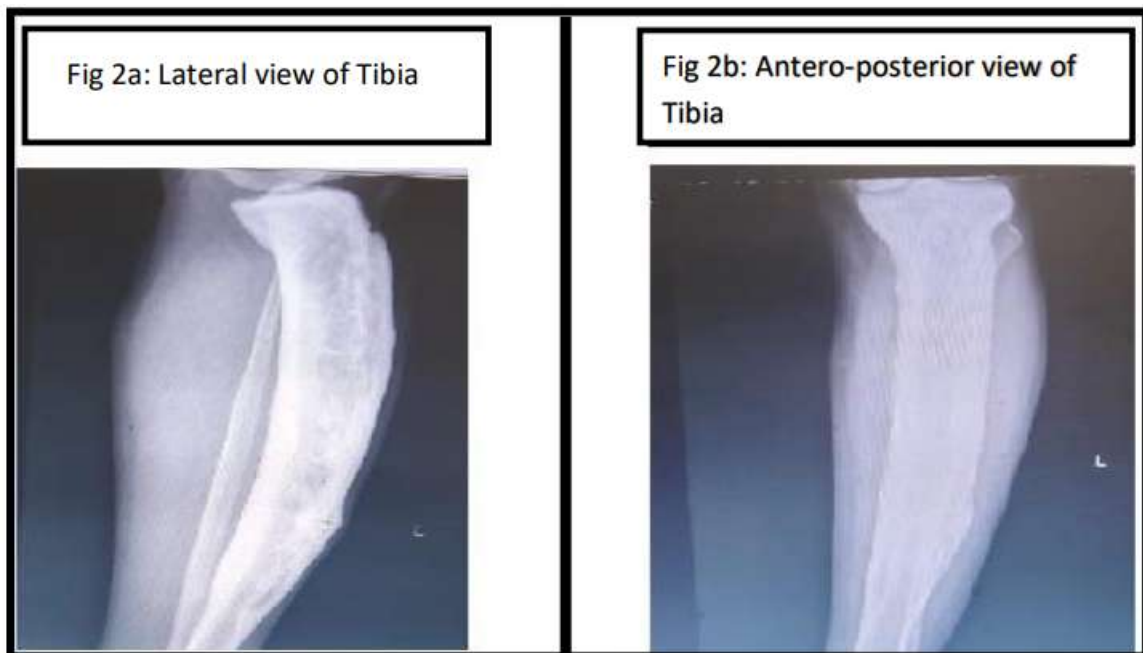 Fig 2a: Lateral view of Tibia
Fig 2b: Antero-posterior view of
Tibia
L
L